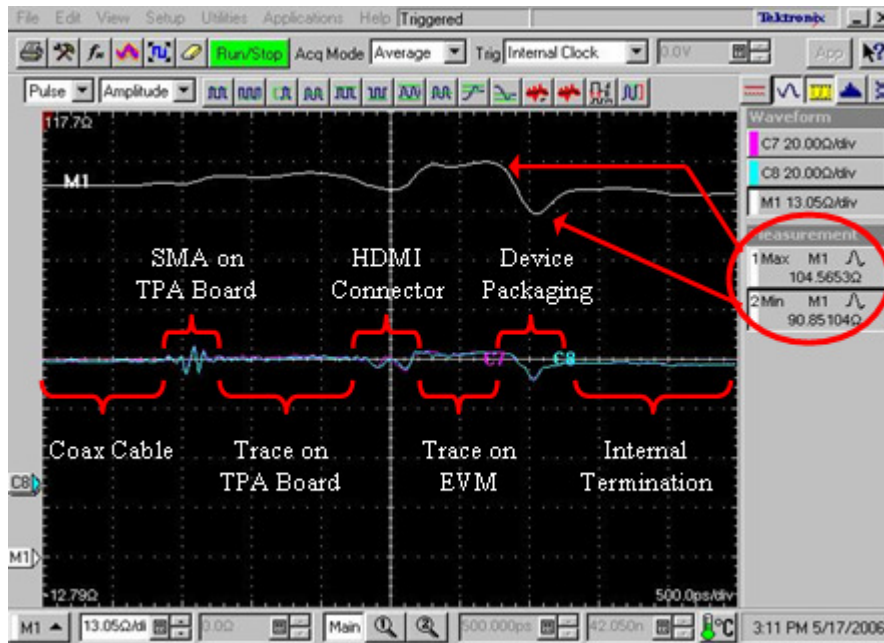 File Edit View Setup Utilities Applications Help Triggered Tektronix
Run/Stop Acq Mode Average Trig Internal Clock 0.0V App
Pulse Amplitude
117.7Ω
M1
Waveform
C7 20.00Ω/div
C8 20.00Ω/div
M1 13.05Ω/div
Measurement
1 Max M1
104.5653Ω
2 Min M1
90.85104Ω
SMA on
TPA Board
HDMI
Connector
Device
Packaging
C7
C8
Coax Cable
Trace on
TPA Board
Trace on
EVM
Internal
Termination
C8
M1
-12.79Ω
500.0ps/div
M1 13.05Ω/di 0.0Ω Main 500.000ps 42.050n °C 3:11 PM 5/17/2006